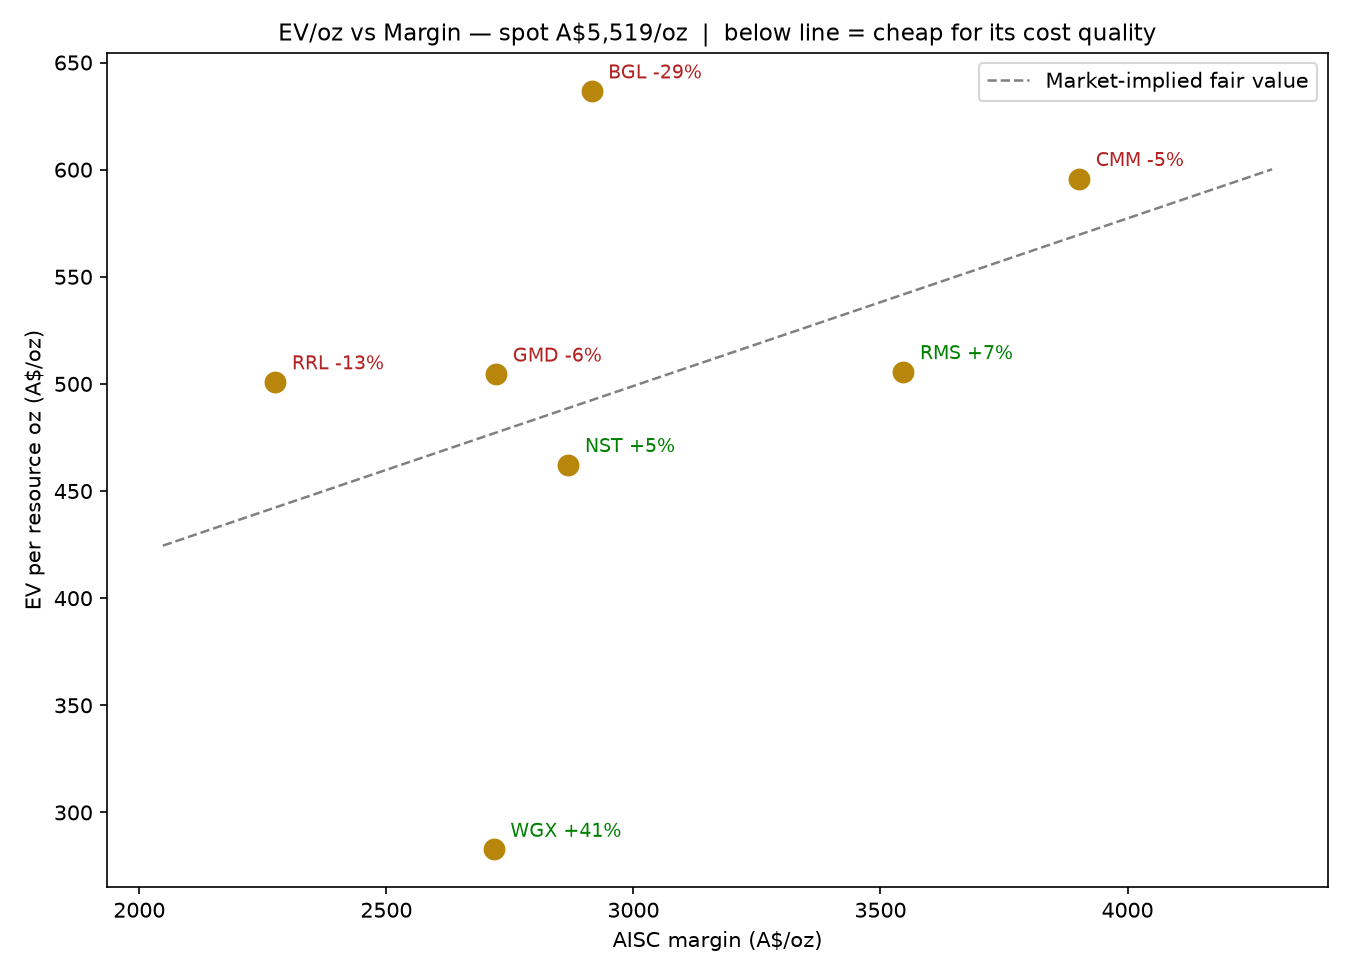 EV/oz vs Margin — spot A$5,519/oz  |  below line = cheap for its cost quality
Market-implied fair value
650
600
550
500
450
400
350
300
EV per resource oz (A$/oz)
BGL -29%
CMM -5%
RRL -13%
GMD -6%
RMS +7%
NST +5%
WGX +41%
2000
2500
3000
3500
4000
AISC margin (A$/oz)